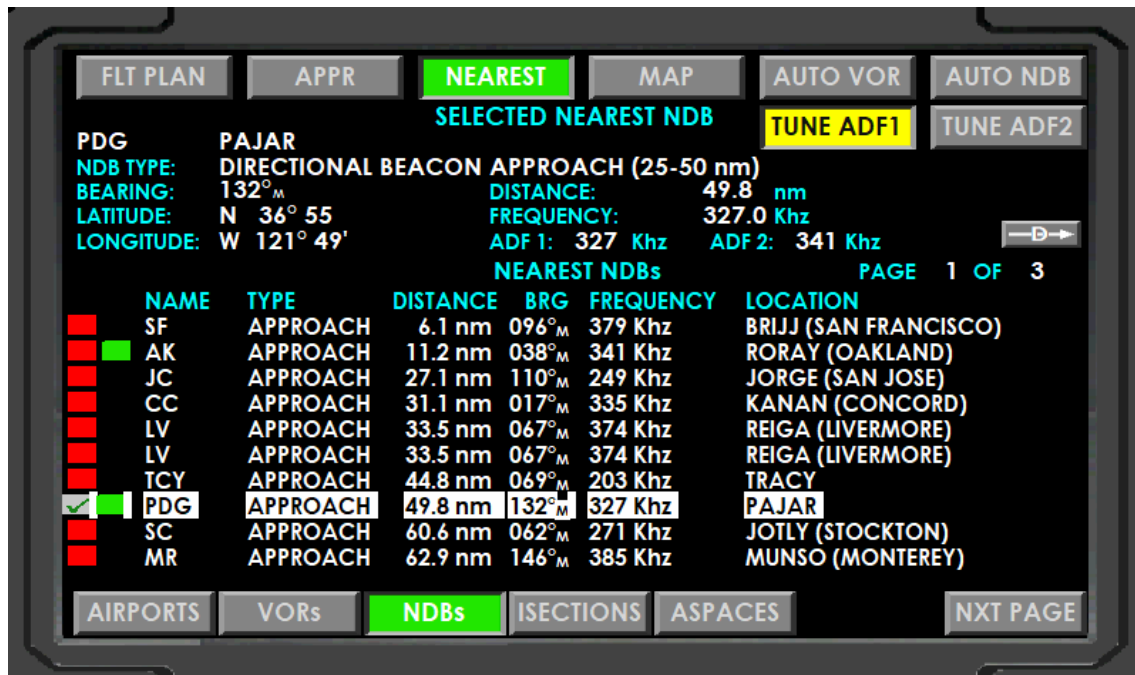 FLT PLAN APPR NEAREST MAP AUTO VOR AUTO NDB
SELECTED NEAREST NDB TUNE ADF1 TUNE ADF2
PDG PAJAR
NDB TYPE: DIRECTIONAL BEACON APPROACH (25-50 nm)
BEARING: 132°M DISTANCE: 49.8 nm
LATITUDE: N 36° 55 FREQUENCY: 327.0 Khz
LONGITUDE: W 121° 49' ADF 1: 327 Khz ADF 2: 341 Khz D
NEAREST NDBs PAGE 1 OF 3
NAME TYPE DISTANCE BRG FREQUENCY LOCATION
SF APPROACH 6.1 nm 096°M 379 Khz BRIJJ (SAN FRANCISCO)
AK APPROACH 11.2 nm 038°M 341 Khz RORAY (OAKLAND)
JC APPROACH 27.1 nm 110°M 249 Khz JORGE (SAN JOSE)
CC APPROACH 31.1 nm 017°M 335 Khz KANAN (CONCORD)
LV APPROACH 33.5 nm 067°M 374 Khz REIGA (LIVERMORE)
LV APPROACH 33.5 nm 067°M 374 Khz REIGA (LIVERMORE)
TCY APPROACH 44.8 nm 069°M 203 Khz TRACY
PDG APPROACH 49.8 nm 132°M 327 Khz PAJAR
SC APPROACH 60.6 nm 062°M 271 Khz JOTLY (STOCKTON)
MR APPROACH 62.9 nm 146°M 385 Khz MUNSO (MONTEREY)
AIRPORTS VORs NDBs ISECTIONS ASPACES NXT PAGE